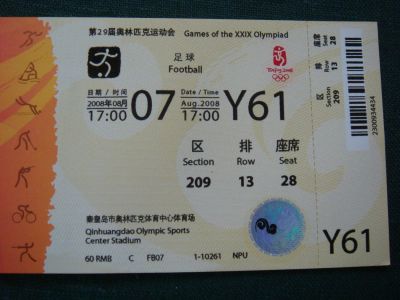 第29届奥林匹克运动会 Games of the XXIX Olympiad
足球
Football
Beijing 2008
日期 / 时间 Date / Time
2008年08月 07 Aug.2008 Y61
17:00 17:00
区 排 座席
Section Row Seat
209 13 28
秦皇岛市奥林匹克体育中心体育场
Qinhuangdao Olympic Sports
Center Stadium
60 RMB C FB07 1-10261 NPU
座席
Seat
28
排
Row
13
区
Section
209
2300934434
Y61